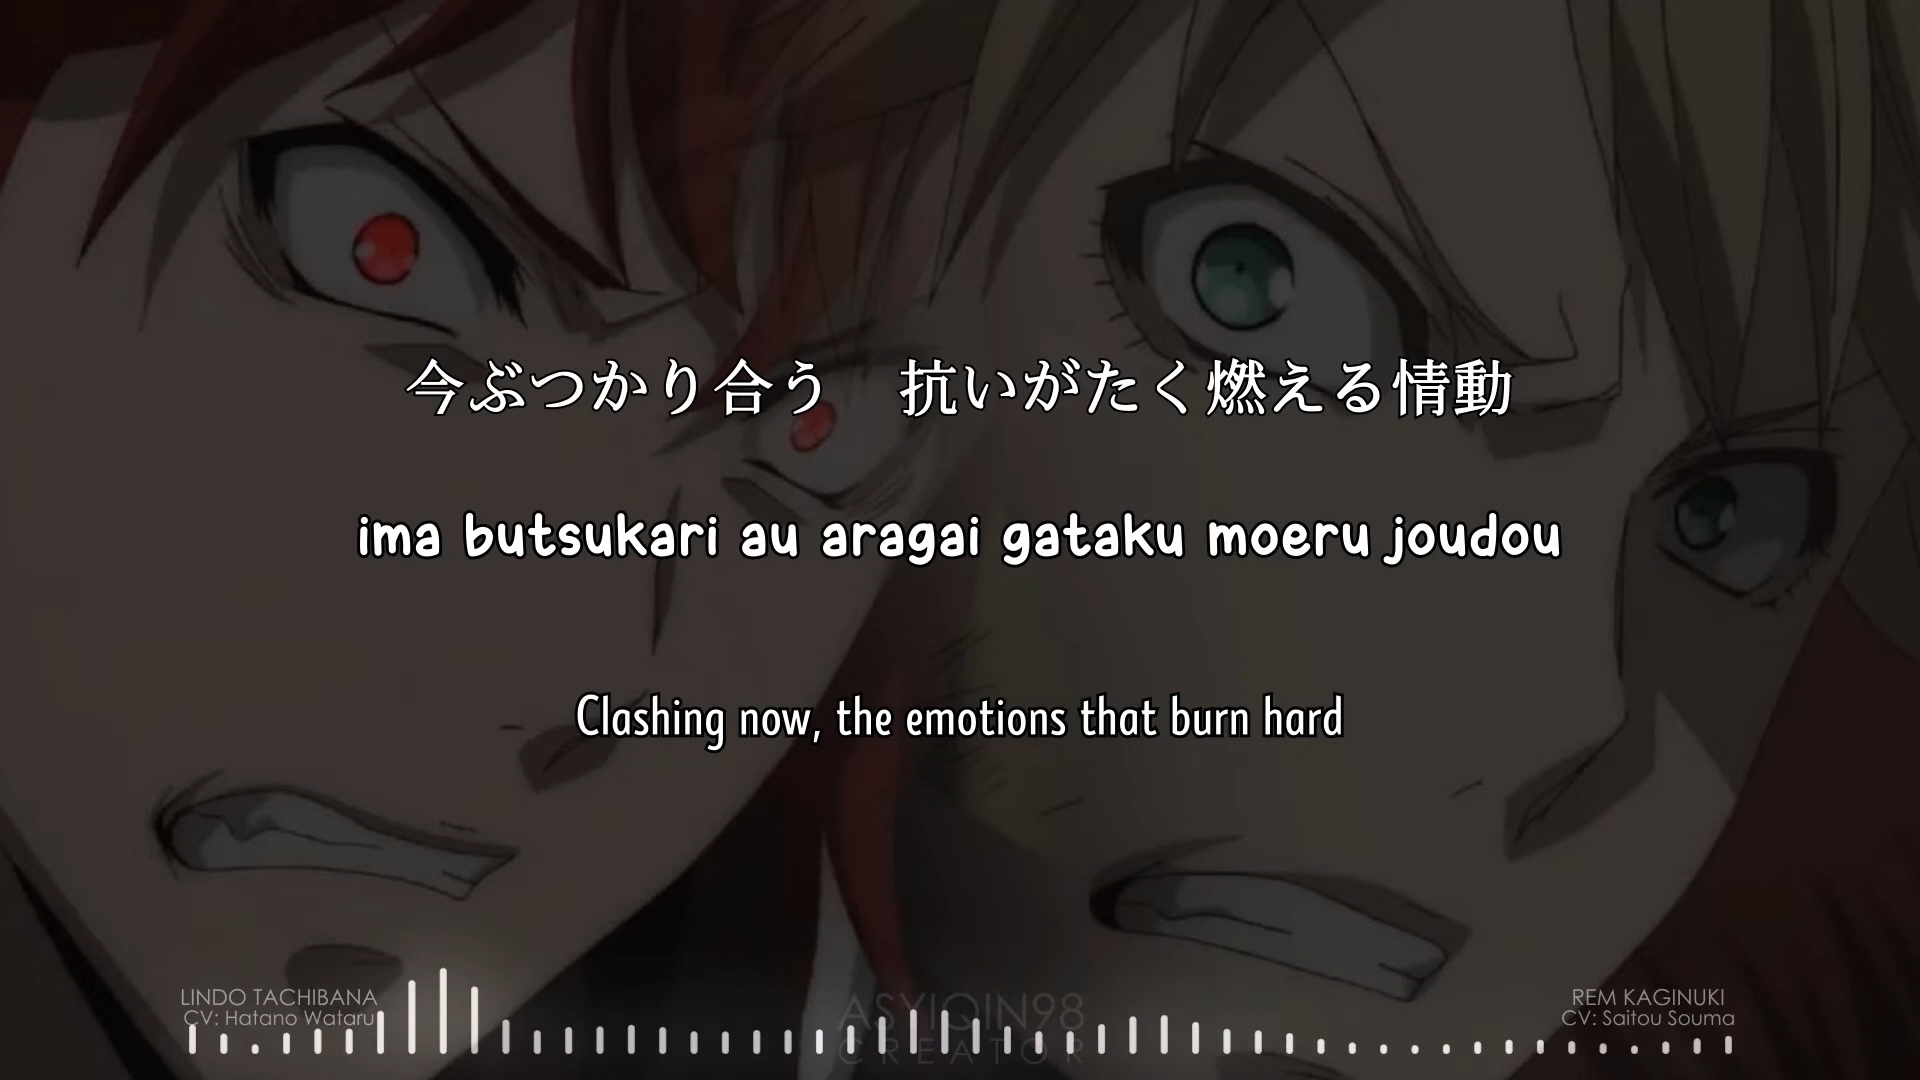 今ぶつかり合う　抗いがたく燃える情動
ima butsukari au aragai gataku moeru joudou
Clashing now, the emotions that burn hard
LINDO TACHIBANA
CV: Hatano Wataru
REM KAGINUKI
CV: Saitou Souma
ASYIQIN98
CREATOR